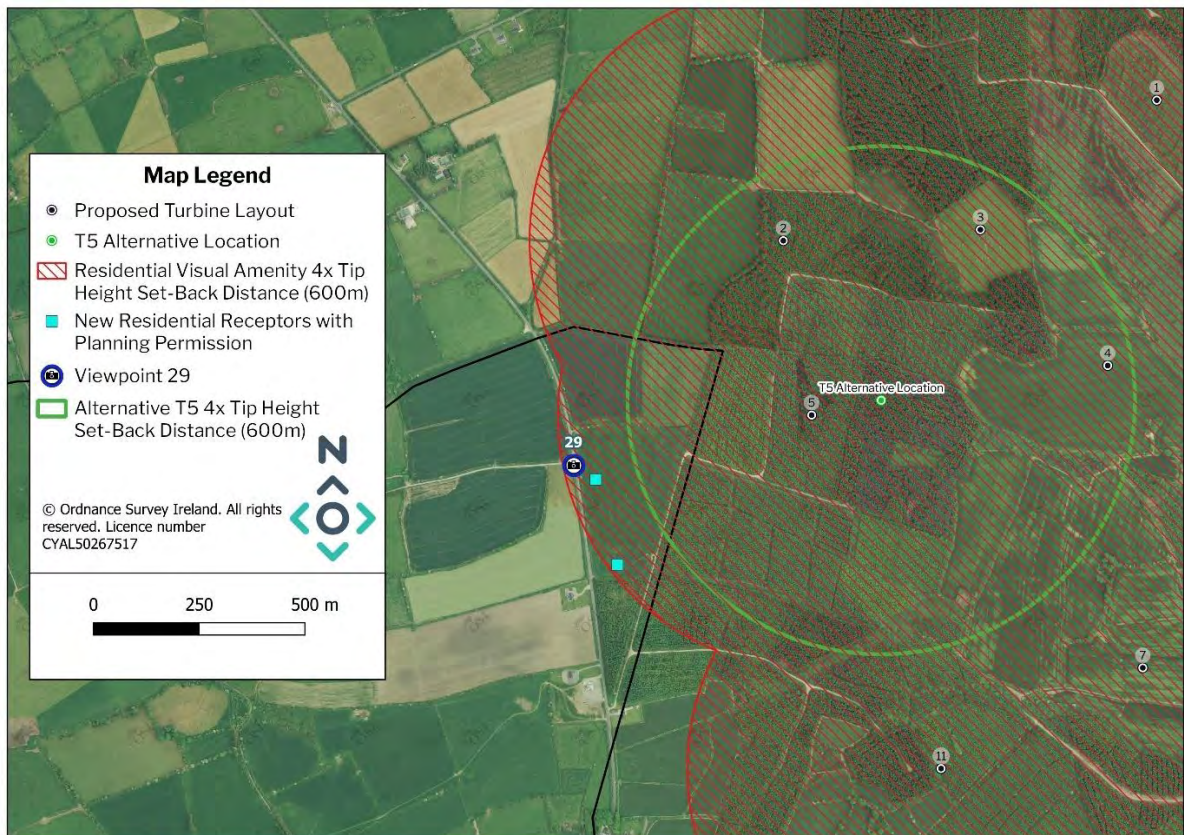 Map Legend
Proposed Turbine Layout
T5 Alternative Location
Residential Visual Amenity 4x Tip
Height Set-Back Distance (600m)
New Residential Receptors with
Planning Permission
Viewpoint 29
Alternative T5 4x Tip Height
Set-Back Distance (600m)
N
© Ordnance Survey Ireland. All rights
reserved. Licence number
CYAL50267517
0 250 500 m
1
2
3
4
T5 Alternative Location
5
29
7
11